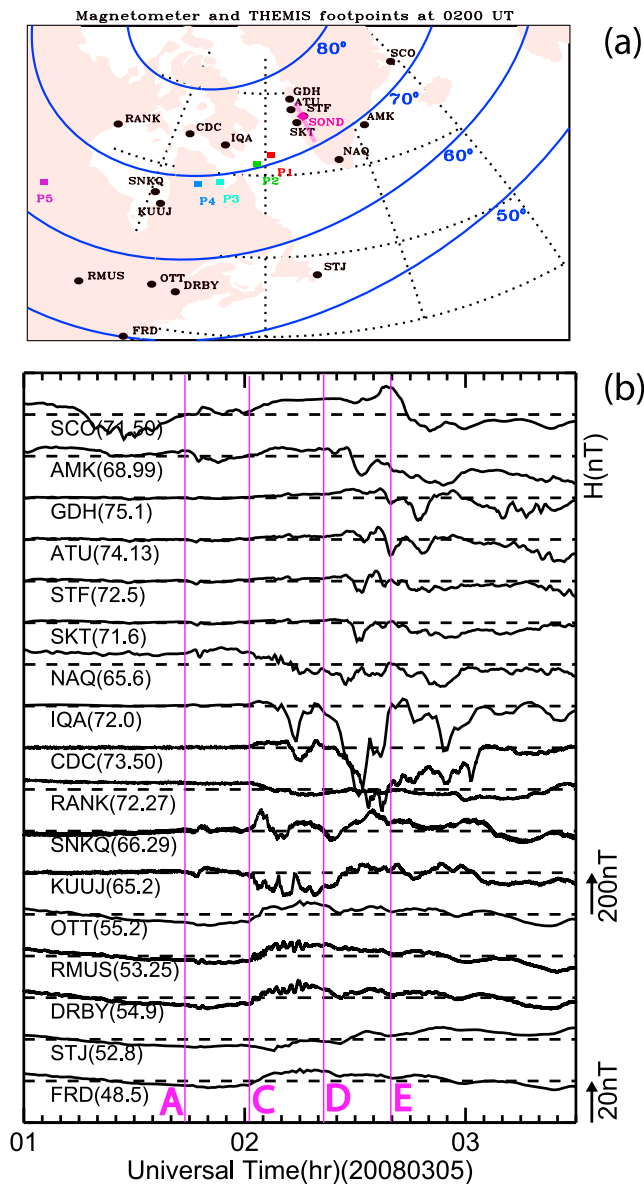 Magnetometer and THEMIS footpoints at 0200 UT
(a)
80°
SCO
GDH
ATU
STF
70°
RANK
SOND
AMK
CDC
SKT
IQA
NAQ
P1
60°
P2
SNKQ
P5
P4
P3
KUUJ
50°
STJ
RMUS
OTT
DRBY
FRD
(b)
H(nT)
SCO(71.50)
AMK(68.99)
GDH(75.1)
ATU(74.13)
STF(72.5)
SKT(71.6)
NAQ(65.6)
IQA(72.0)
CDC(73.50)
RANK(72.27)
SNKQ(66.29)
KUUJ(65.2)
200nT
OTT(55.2)
RMUS(53.25)
DRBY(54.9)
STJ(52.8)
FRD(48.5)
A C D E
20nT
01 02 03
Universal Time(hr)(20080305)